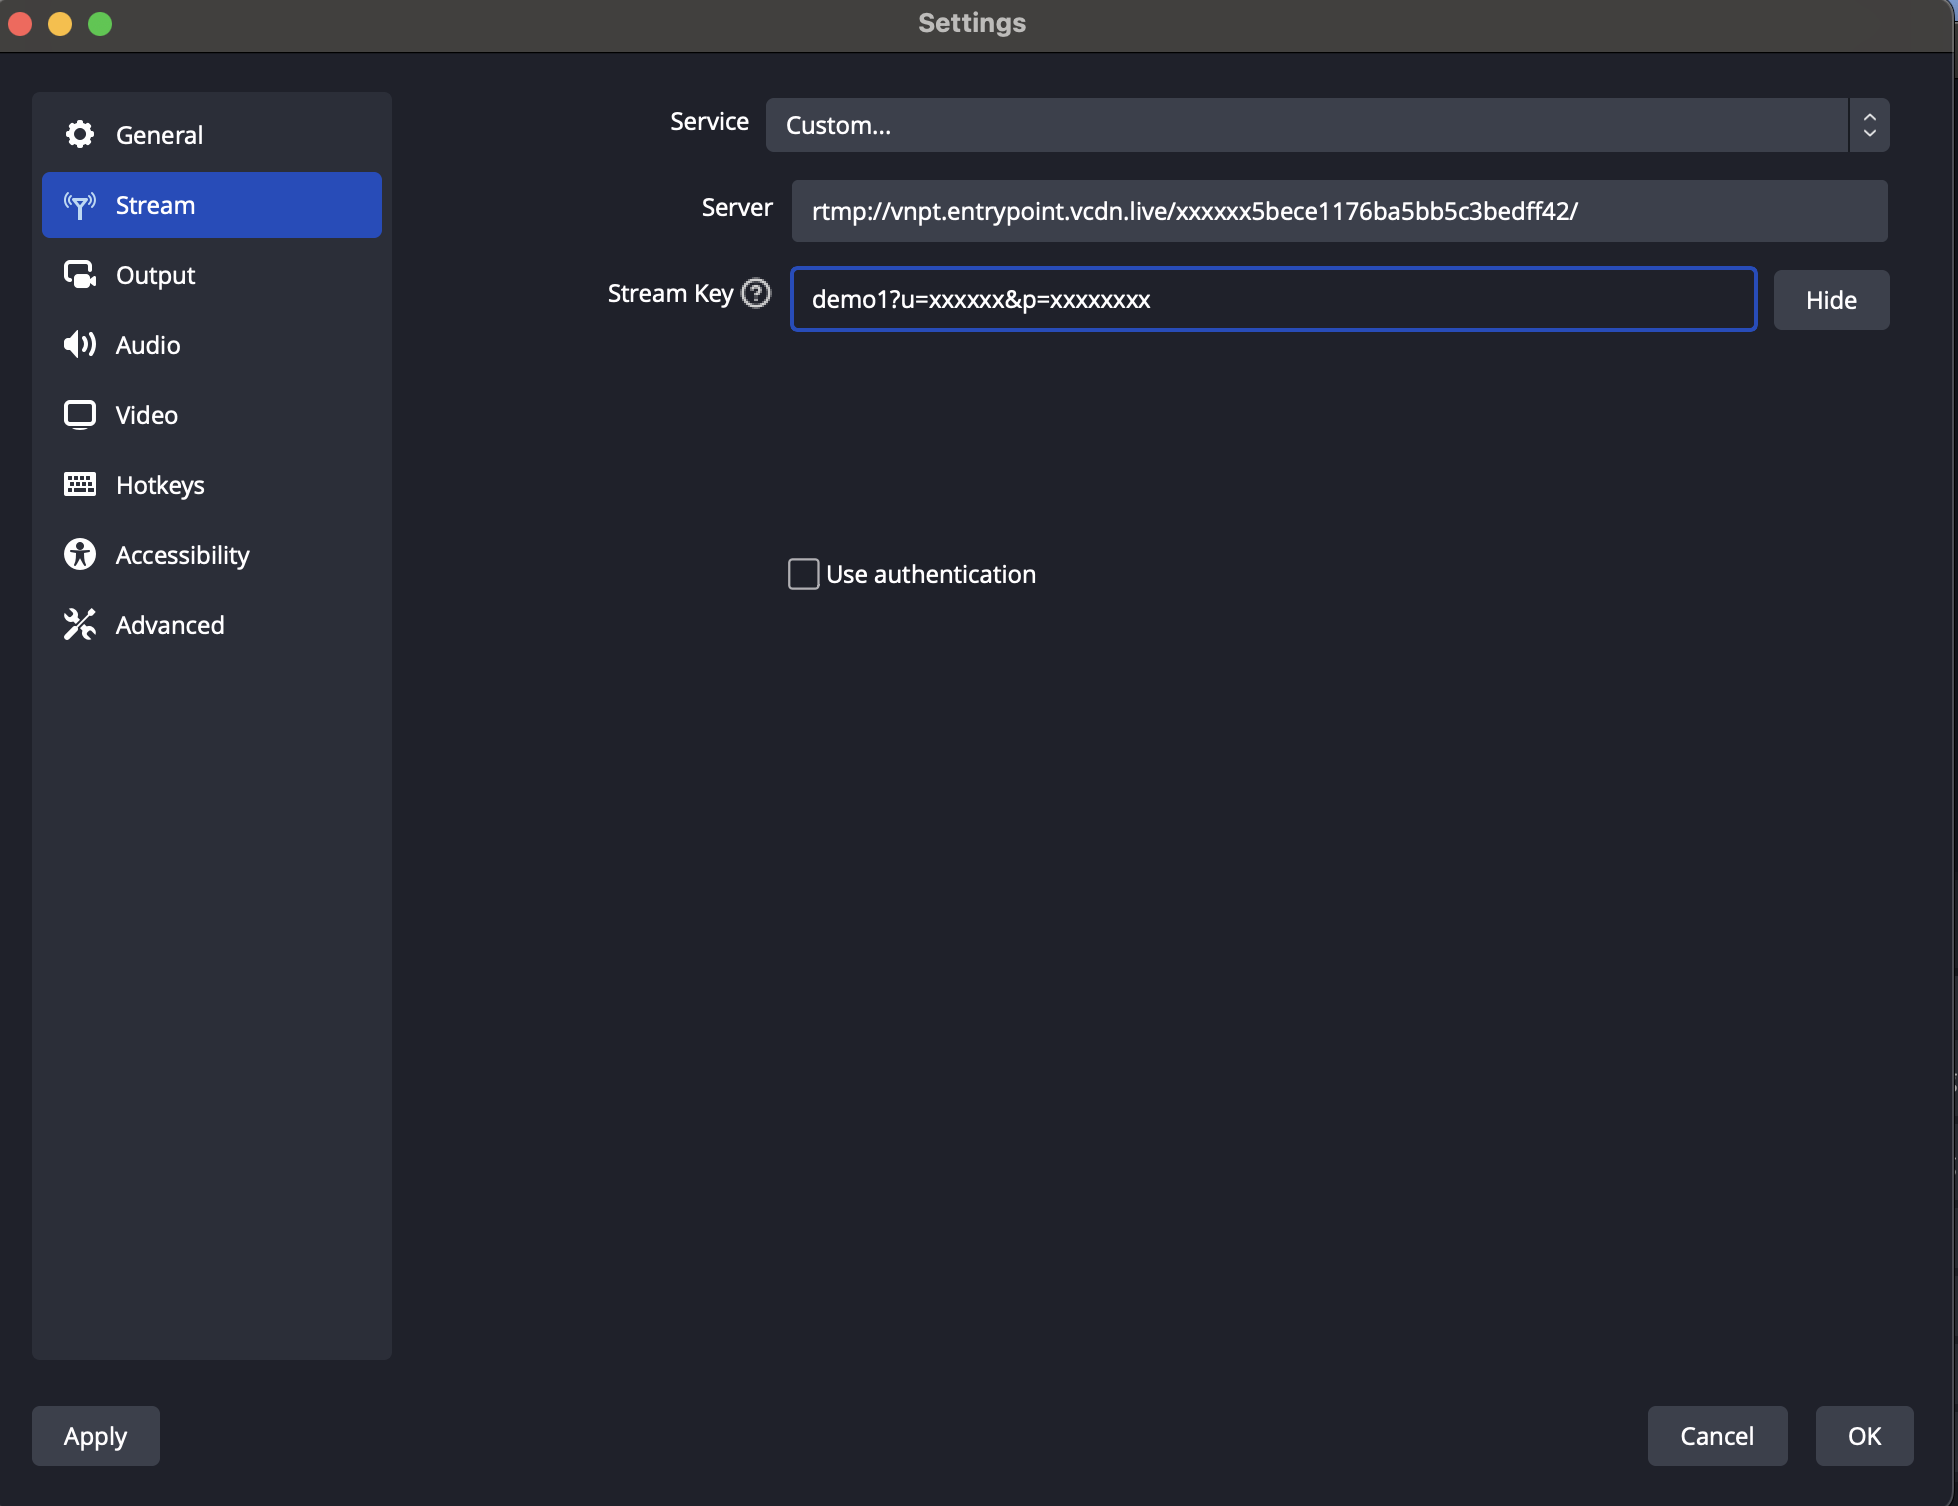 Settings
General
Stream
Output
Audio
Video
Hotkeys
Accessibility
Advanced
Service
Custom...
Server
rtmp://vnpt.entrypoint.vcdn.live/xxxxxx5bece1176ba5bb5c3bedff42/
Stream Key ?
demo1?u=xxxxxx&p=xxxxxxxx
Hide
Use authentication
Apply
Cancel
OK